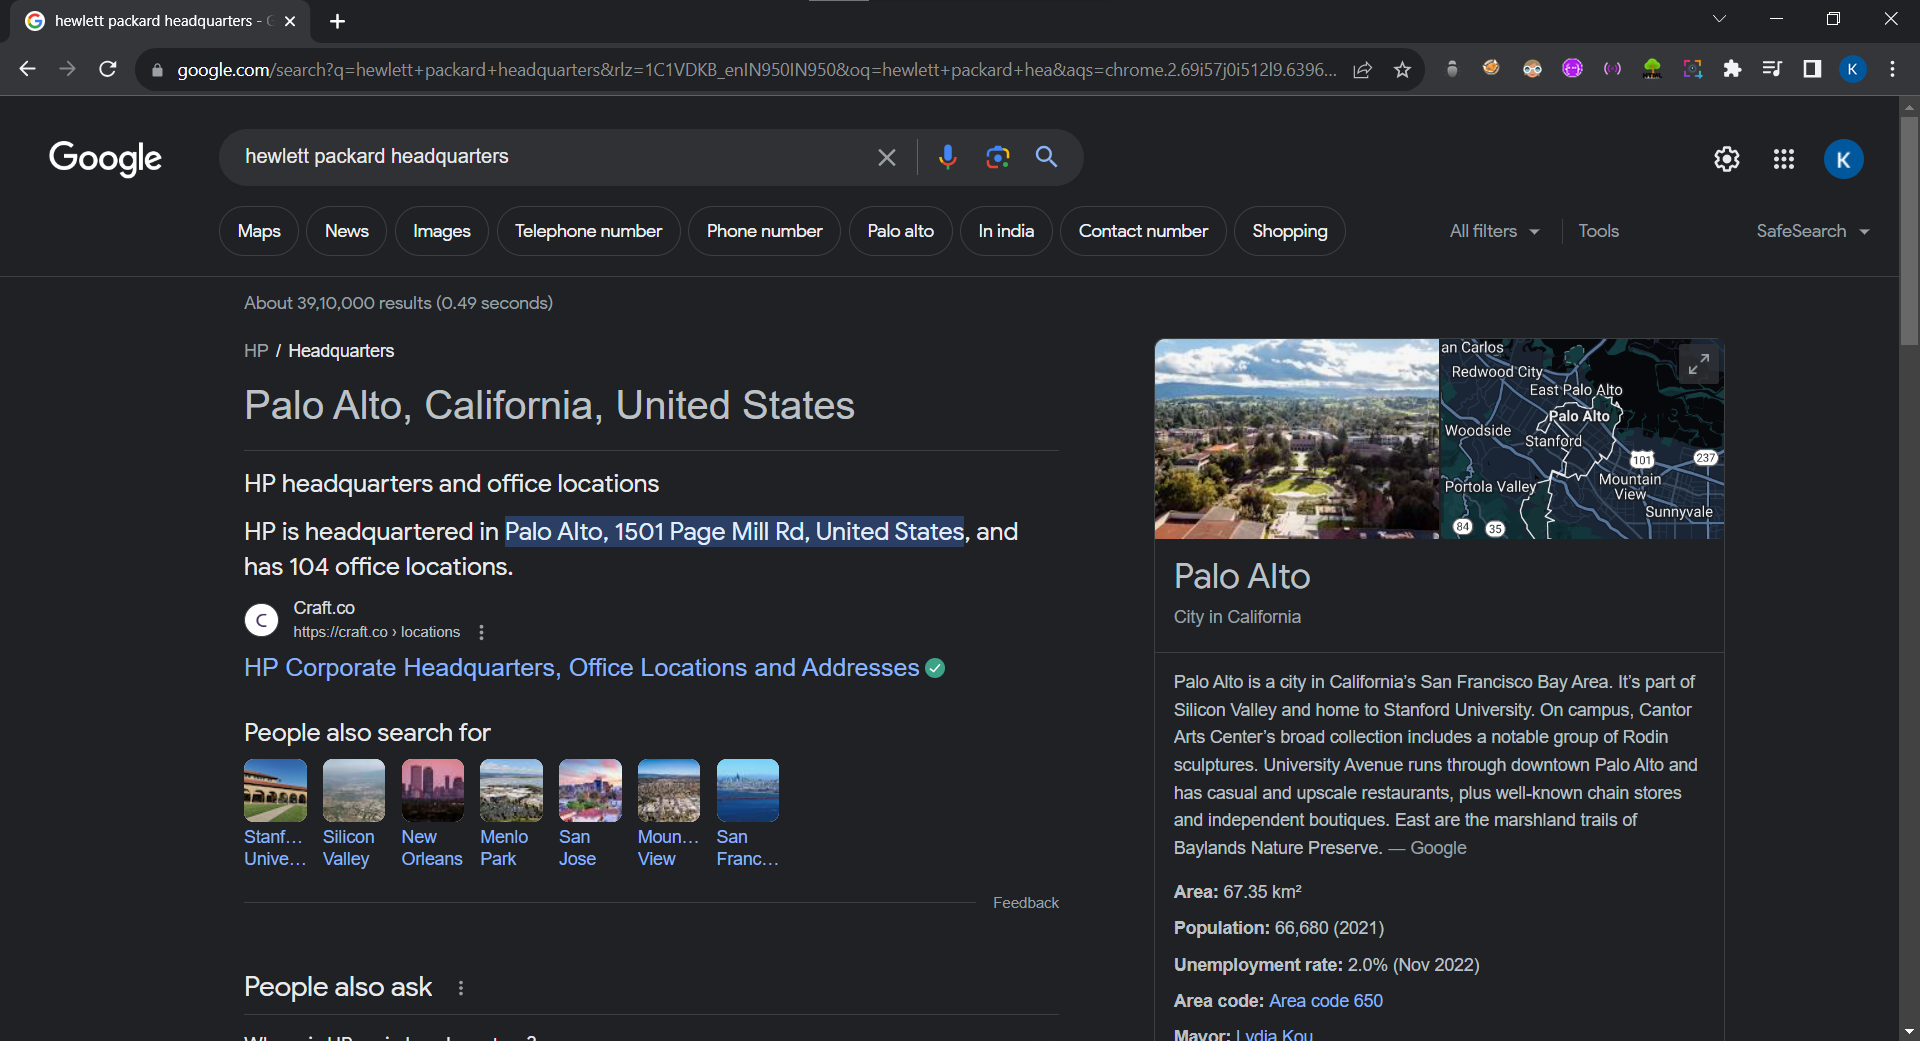 hewlett packard headquarters - G
google.com/search?q=hewlett+packard+headquarters&rlz=1C1VDKB_enIN950IN950&oq=hewlett+packard+hea&aqs=chrome.2.69i57j0i512l9.6396...
K
Google
hewlett packard headquarters
K
Maps
News
Images
Telephone number
Phone number
Palo alto
In india
Contact number
Shopping
All filters
Tools
SafeSearch
About 39,10,000 results (0.49 seconds)
HP / Headquarters
Palo Alto, California, United States
HP headquarters and office locations
HP is headquartered in Palo Alto, 1501 Page Mill Rd, United States, and
has 104 office locations.
C
Craft.co
https://craft.co › locations
HP Corporate Headquarters, Office Locations and Addresses
People also search for
Stanf...
Unive...
Silicon
Valley
New
Orleans
Menlo
Park
San
Jose
Moun...
View
San
Franc...
Feedback
People also ask
an Carlos
Redwood City
East Palo Alto
Palo Alto
Woodside
Stanford
101
237
Portola Valley
Mountain
View
Sunnyvale
84
35
Palo Alto
City in California
Palo Alto is a city in California's San Francisco Bay Area. It's part of
Silicon Valley and home to Stanford University. On campus, Cantor
Arts Center's broad collection includes a notable group of Rodin
sculptures. University Avenue runs through downtown Palo Alto and
has casual and upscale restaurants, plus well-known chain stores
and independent boutiques. East are the marshland trails of
Baylands Nature Preserve. — Google
Area: 67.35 km²
Population: 66,680 (2021)
Unemployment rate: 2.0% (Nov 2022)
Area code: Area code 650
Mayor: Lydia Kou